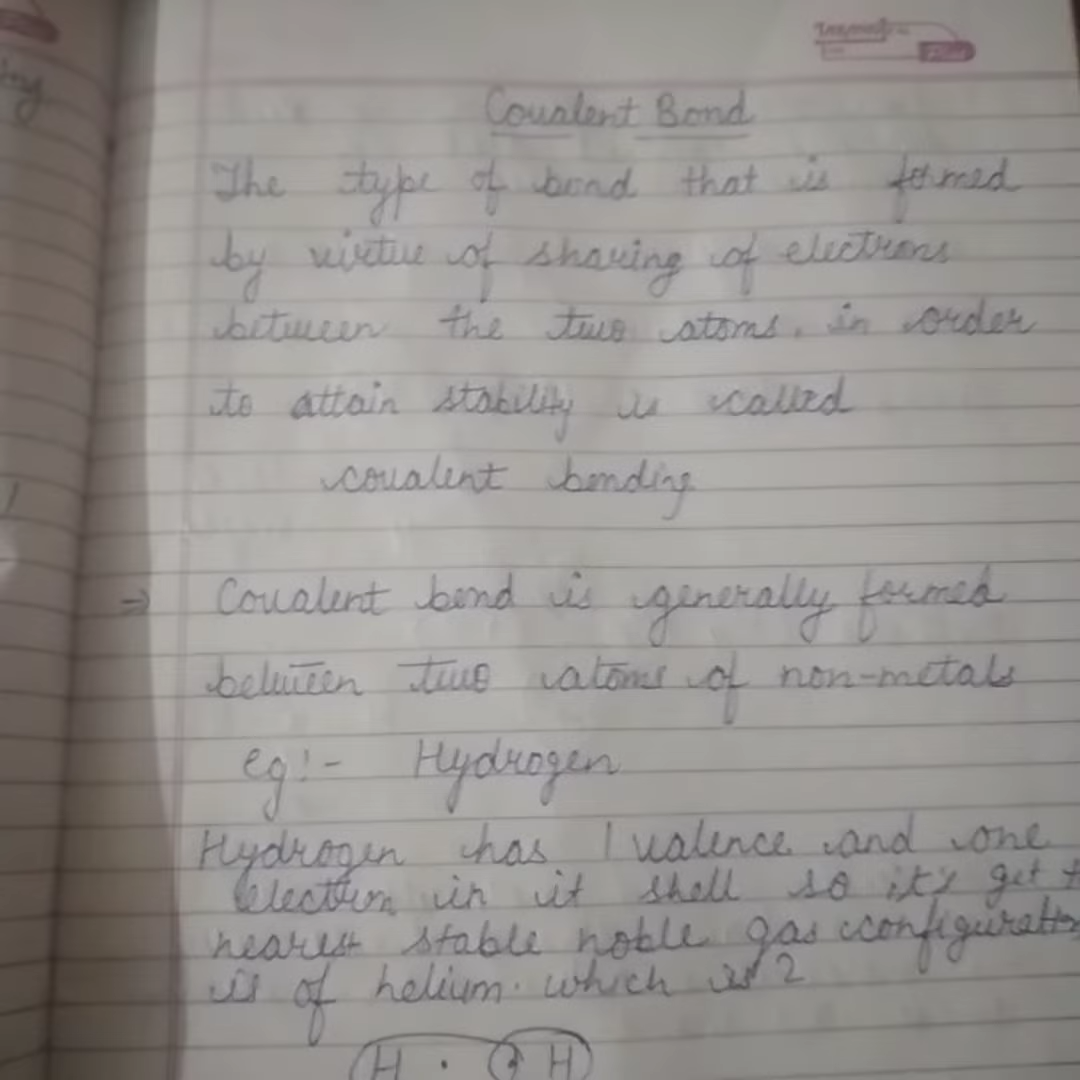 Covalent Bond
The type of bond that is formed
by virtue of sharing of electrons
between the two atoms. in order
to attain stability is called
covalent bonding
⇒ Covalent bond is generally formed
between two atoms of non-metals
eg:- Hydrogen
Hydrogen has 1 valence and one
electron in it shell so it's get
nearest stable noble gas configuration
is of helium. which is 2
H · H